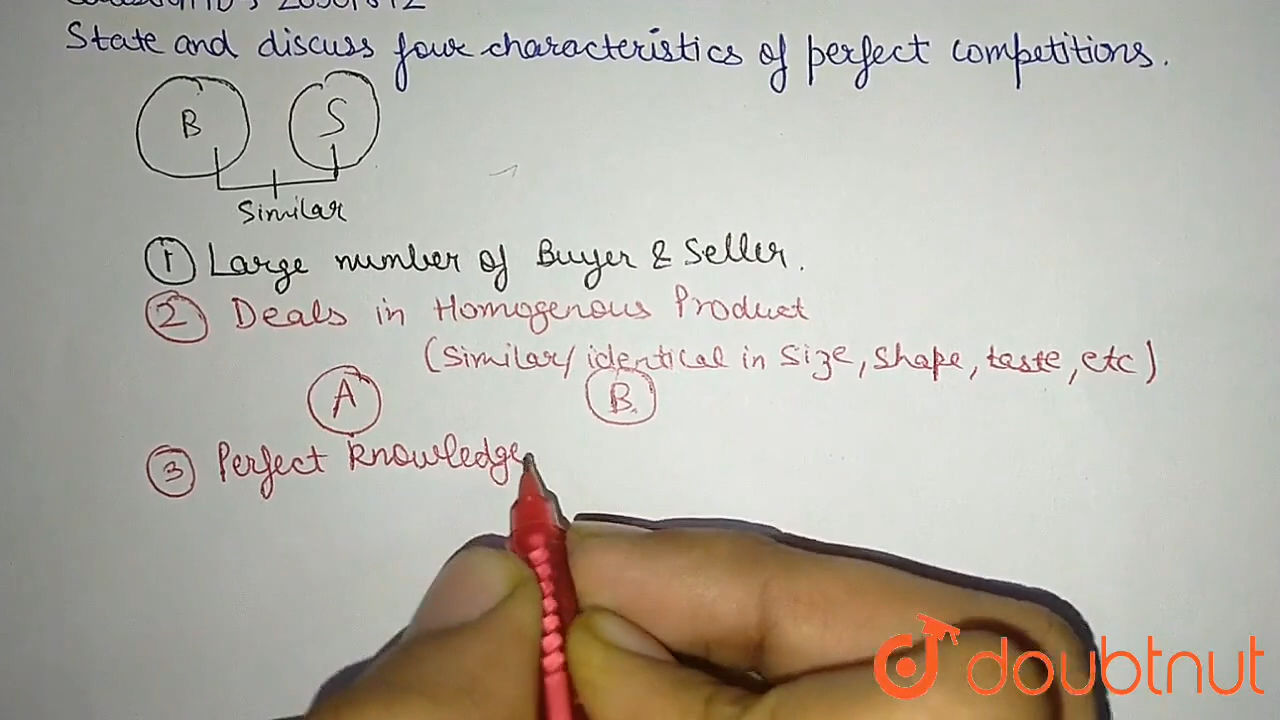 State and discuss four characteristics of perfect competitions.
B S
Similar
1 Large number of Buyer & Seller.
2 Deals in Homogenous Product
(Similar/identical in Size, Shape, taste, etc)
A B.
3 Perfect knowledge
doubtnut